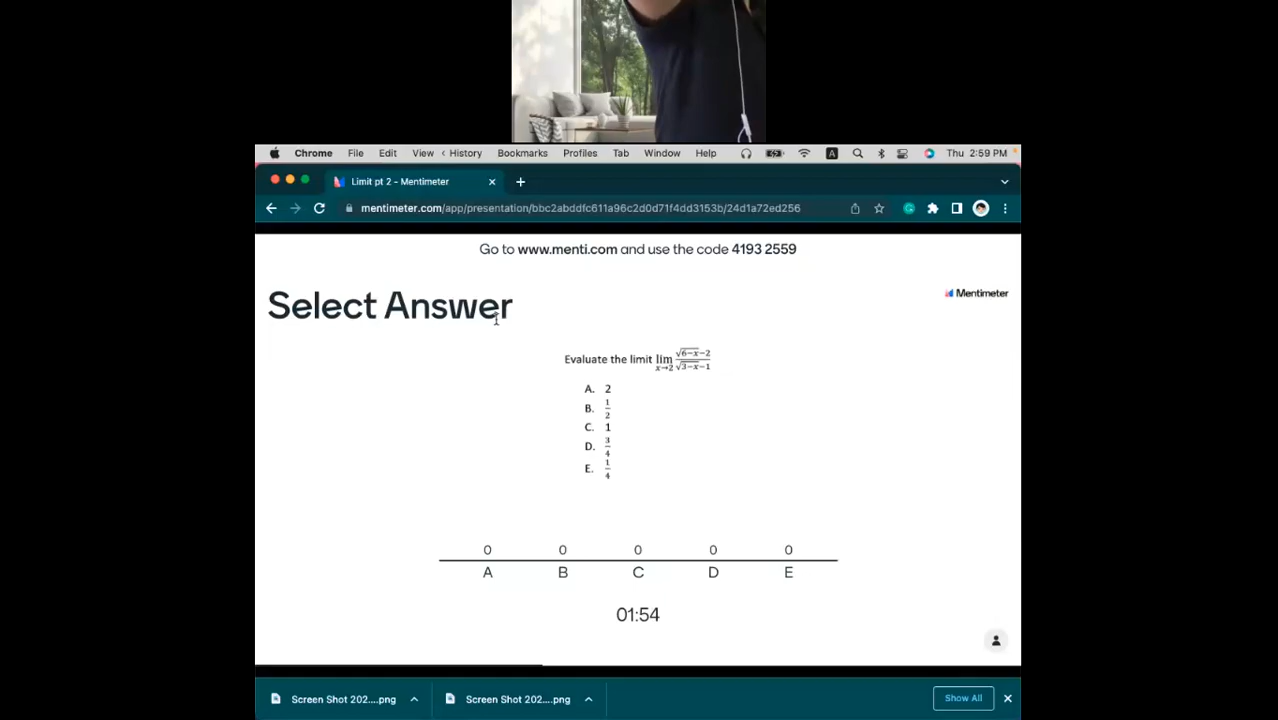 Chrome File Edit View History Bookmarks Profiles Tab Window Help A Thu 2:59 PM
Limit pt 2 - Mentimeter
mentimeter.com/app/presentation/bbc2abddfc611a96c2d0d71f4dd3153b/24d1a72ed256
Go to www.menti.com and use the code 4193 2559
Mentimeter
Select Answer
Evaluate the limit lim x→2 (√6−x −2)/(√3−x −1)
A. 2
B. 1/2
C. 1
D. 3/4
E. 1/4
0 0 0 0 0
A B C D E
01:54
Screen Shot 202....png Screen Shot 202....png Show All